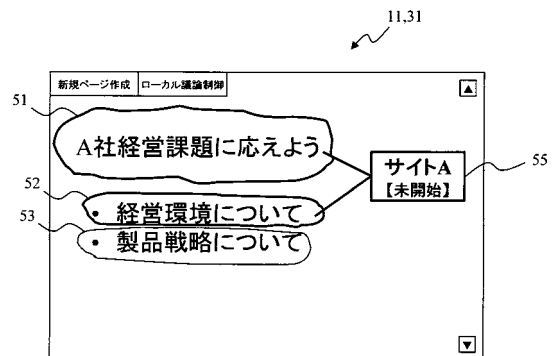 11,31
新規ページ作成 ローカル議論制御
▲
51
A社経営課題に応えよう
サイトA
【未開始】
55
52
・ 経営環境について
53
・ 製品戦略について
▼